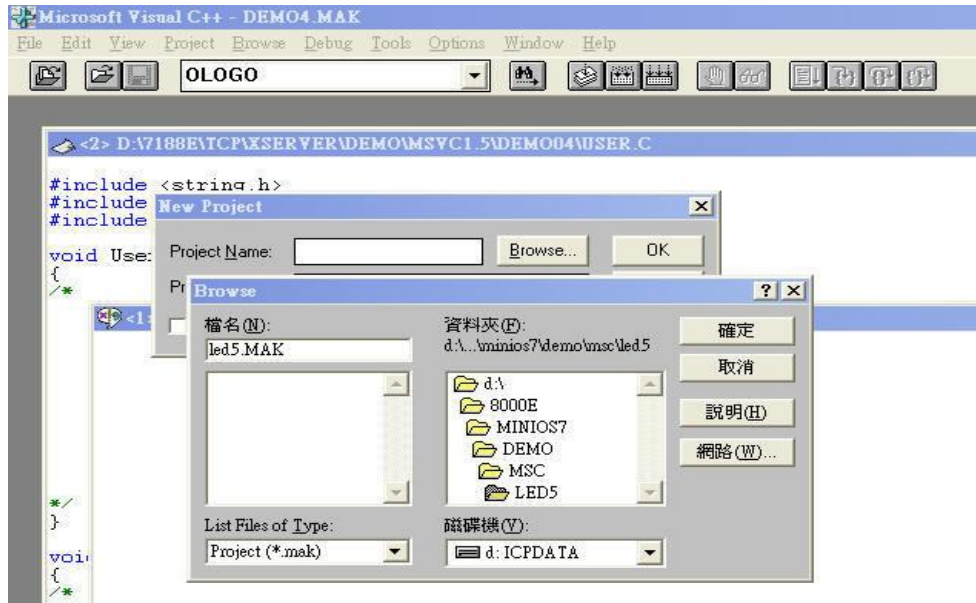 Microsoft Visual C++ - DEMO4.MAK
File Edit View Project Browse Debug Tools Options Window Help
OLOGO
<2> D:\7188E\TCP\XSERVER\DEMO\MSVC1.5\DEMO04\USER.C
#include <string.h>
#include
#include
void User
{
/*
New Project
Project Name:
Browse...
OK
<1
Browse
檔名(N):
led5.MAK
資料夾(F):
d:\...\minios7\demo\msc\led5
d:\
8000E
MINIOS7
DEMO
MSC
LED5
確定
取消
說明(H)
網路(W)...
List Files of Type:
Project (*.mak)
磁碟機(V):
d: ICPDATA
*/
}
void
{
/*